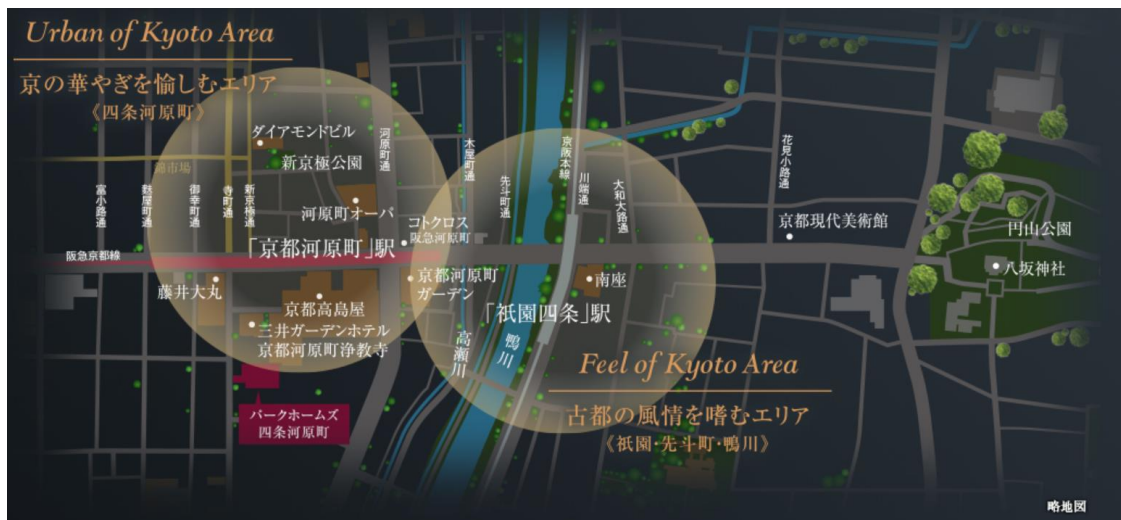 Urban of Kyoto Area
京の華やぎを愉しむエリア
《四条河原町》
ダイアモンドビル
新京極公園
錦市場
富小路通
麩屋町通
御幸町通
寺町通
新京極通
河原町通
木屋町通
先斗町通
京阪本線
川端通
大和大路通
花見小路通
河原町オーパ
コトクロス
阪急河原町
京都現代美術館
円山公園
八坂神社
阪急京都線
「京都河原町」駅
藤井大丸
京都高島屋
三井ガーデンホテル
京都河原町浄教寺
京都河原町
ガーデン
南座
「祇園四条」駅
高瀬川
鴨川
パークホームズ
四条河原町
Feel of Kyoto Area
古都の風情を嗜むエリア
《祇園・先斗町・鴨川》
略地図